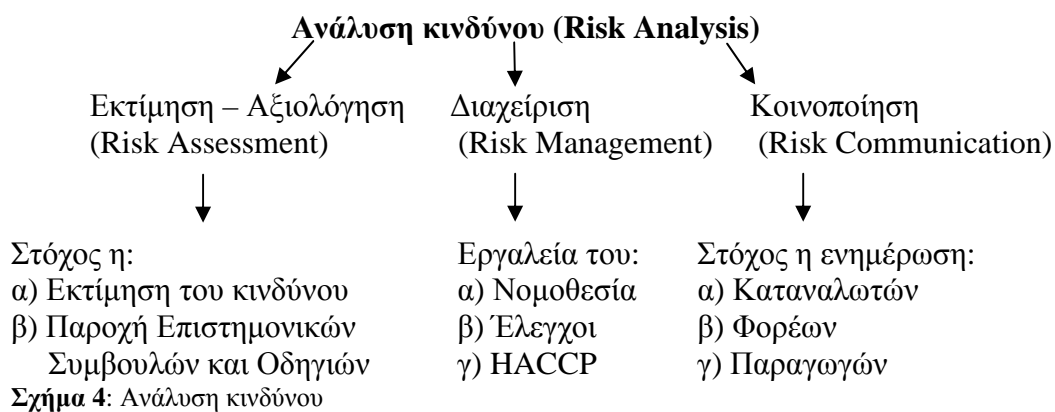 Ανάλυση κινδύνου (Risk Analysis)
Εκτίμηση – Αξιολόγηση
(Risk Assessment)
Διαχείριση
(Risk Management)
Κοινοποίηση
(Risk Communication)
Στόχος η:
α) Εκτίμηση του κινδύνου
β) Παροχή Επιστημονικών
Συμβουλών και Οδηγιών
Εργαλεία του:
α) Νομοθεσία
β) Έλεγχοι
γ) HACCP
Στόχος η ενημέρωση:
α) Καταναλωτών
β) Φορέων
γ) Παραγωγών
Σχήμα 4: Ανάλυση κινδύνου